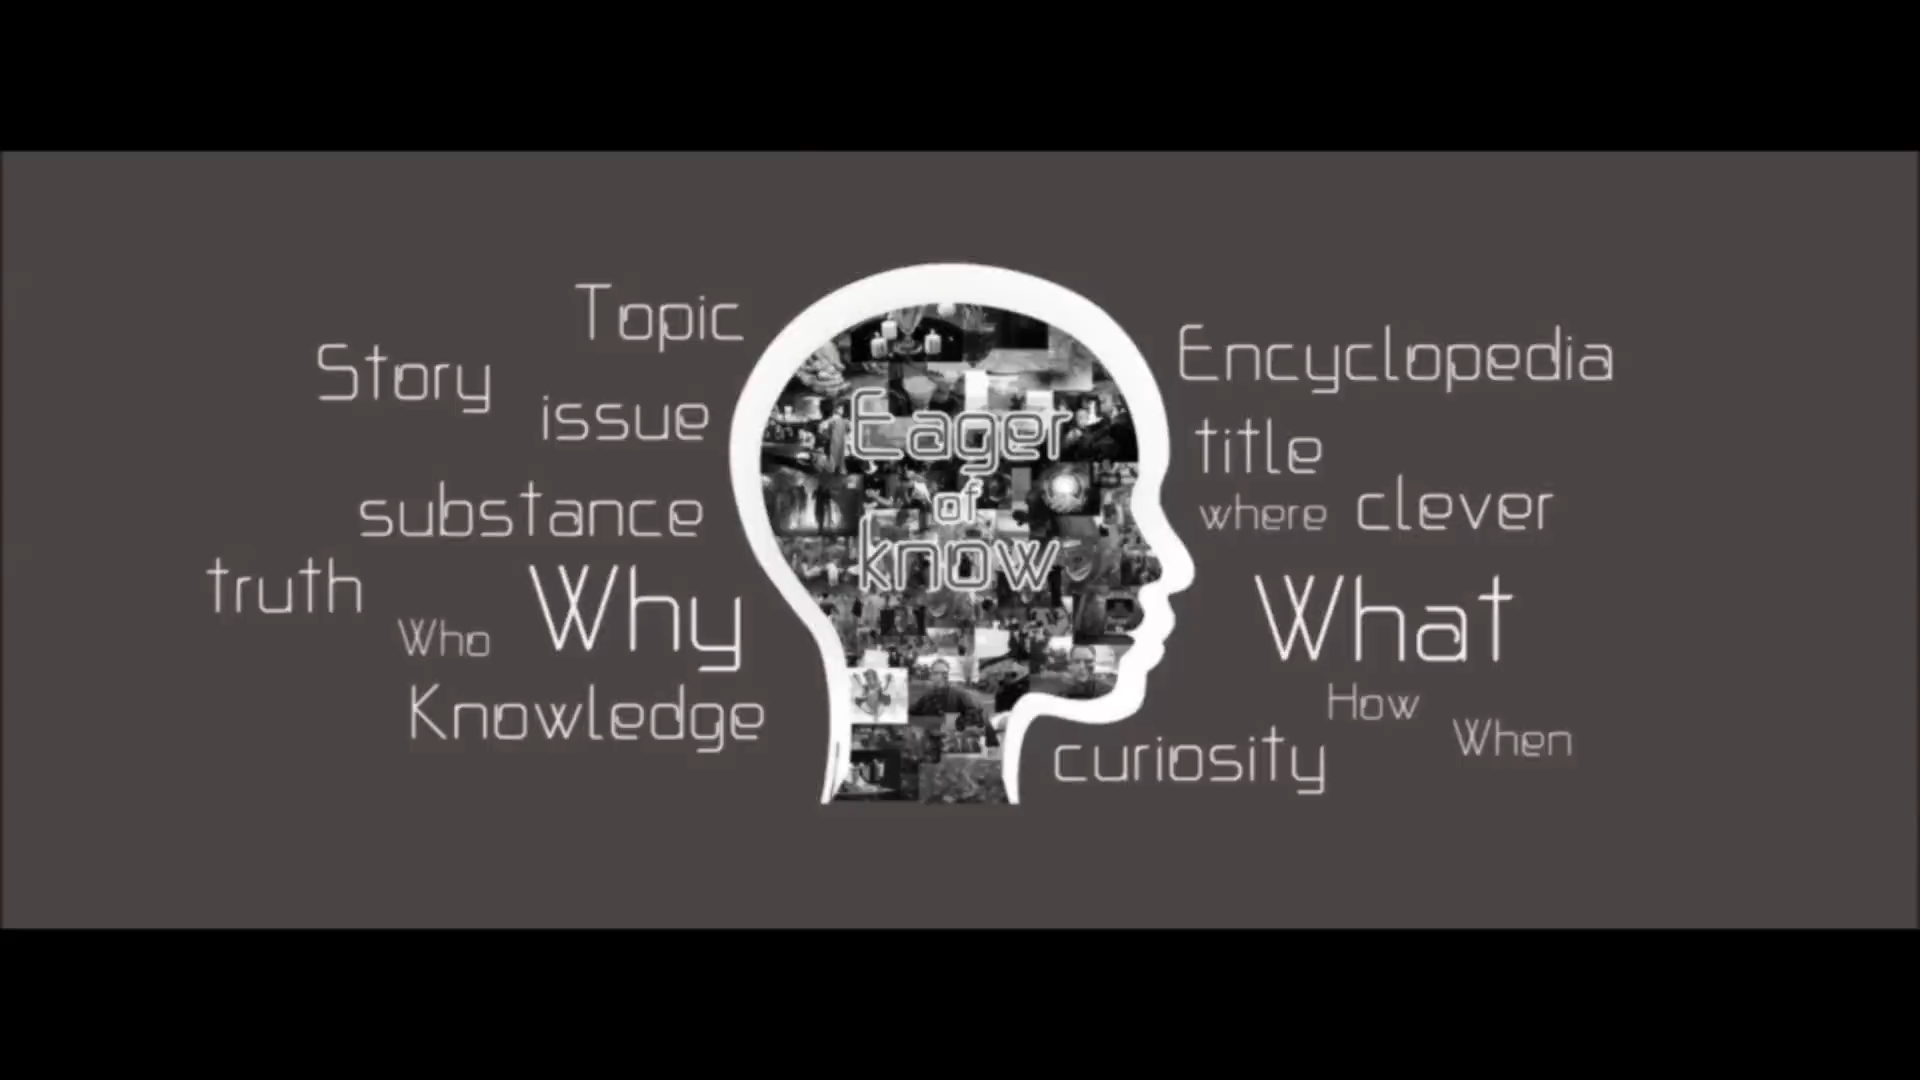 Topic
Story
issue
substance
truth
Who
Why
Knowledge
Eager
of
know
Encyclopedia
title
where
clever
What
How
When
curiosity